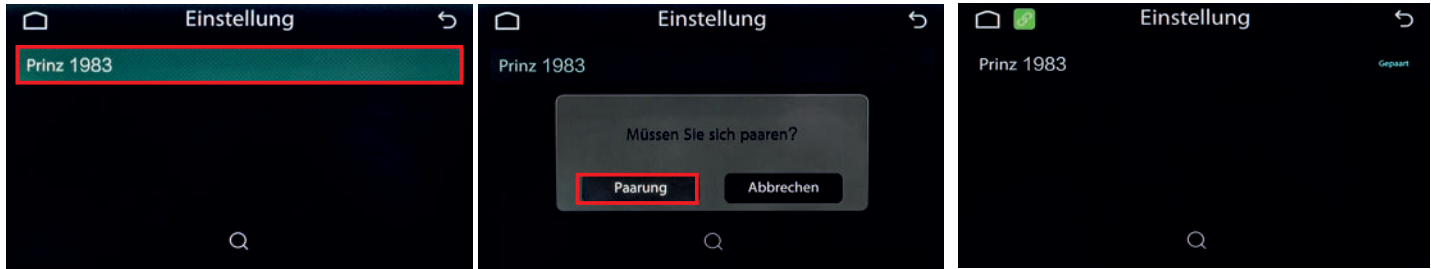 Einstellung
Prinz 1983
Einstellung
Prinz 1983
Müssen Sie sich paaren?
Paarung
Abbrechen
Einstellung
Prinz 1983
Gepaart